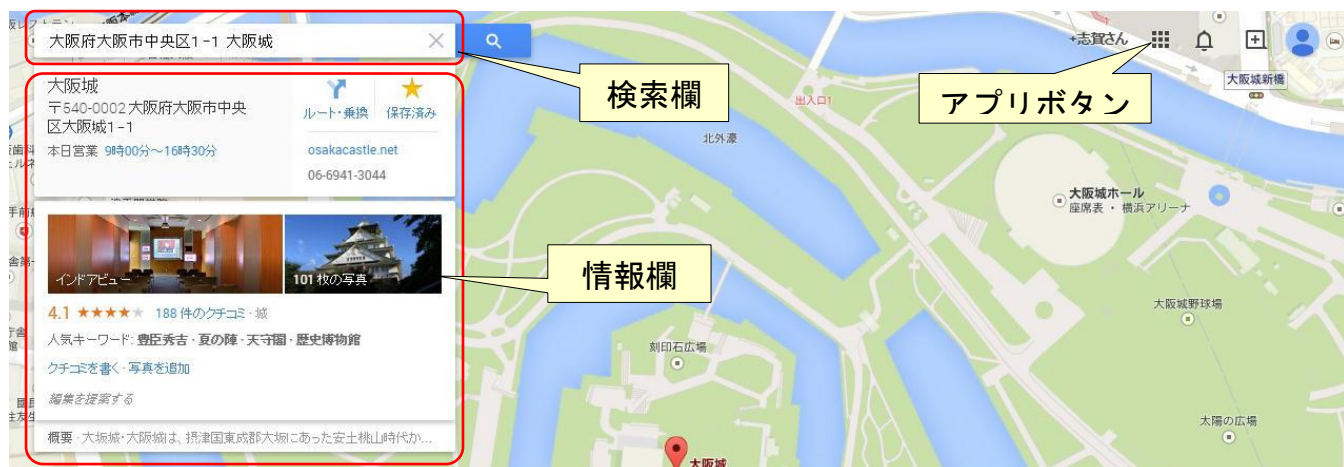 大阪府大阪市中央区1-1 大阪城
検索欄
+志賀さん
アプリボタン
大阪城新橋
大阪城
〒540-0002 大阪府大阪市中央
区大阪城1-1
本日営業 9時00分～16時30分
ルート・乗換
保存済み
osakacastle.net
06-6941-3044
インドアビュー
101 枚の写真
情報欄
4.1 ★★★★★ 188 件のクチコミ · 城
人気キーワード: 豊臣秀吉 · 夏の陣 · 天守閣 · 歴史博物館
クチコミを書く · 写真を追加
編集を提案する
概要 · 大坂城・大阪城は、摂津国東成郡大坂にあった安土桃山時代か...
出入口1
北外濠
大阪城ホール
座席表 ・ 横浜アリーナ
大阪城野球場
刻印石広場
太陽の広場
大阪城